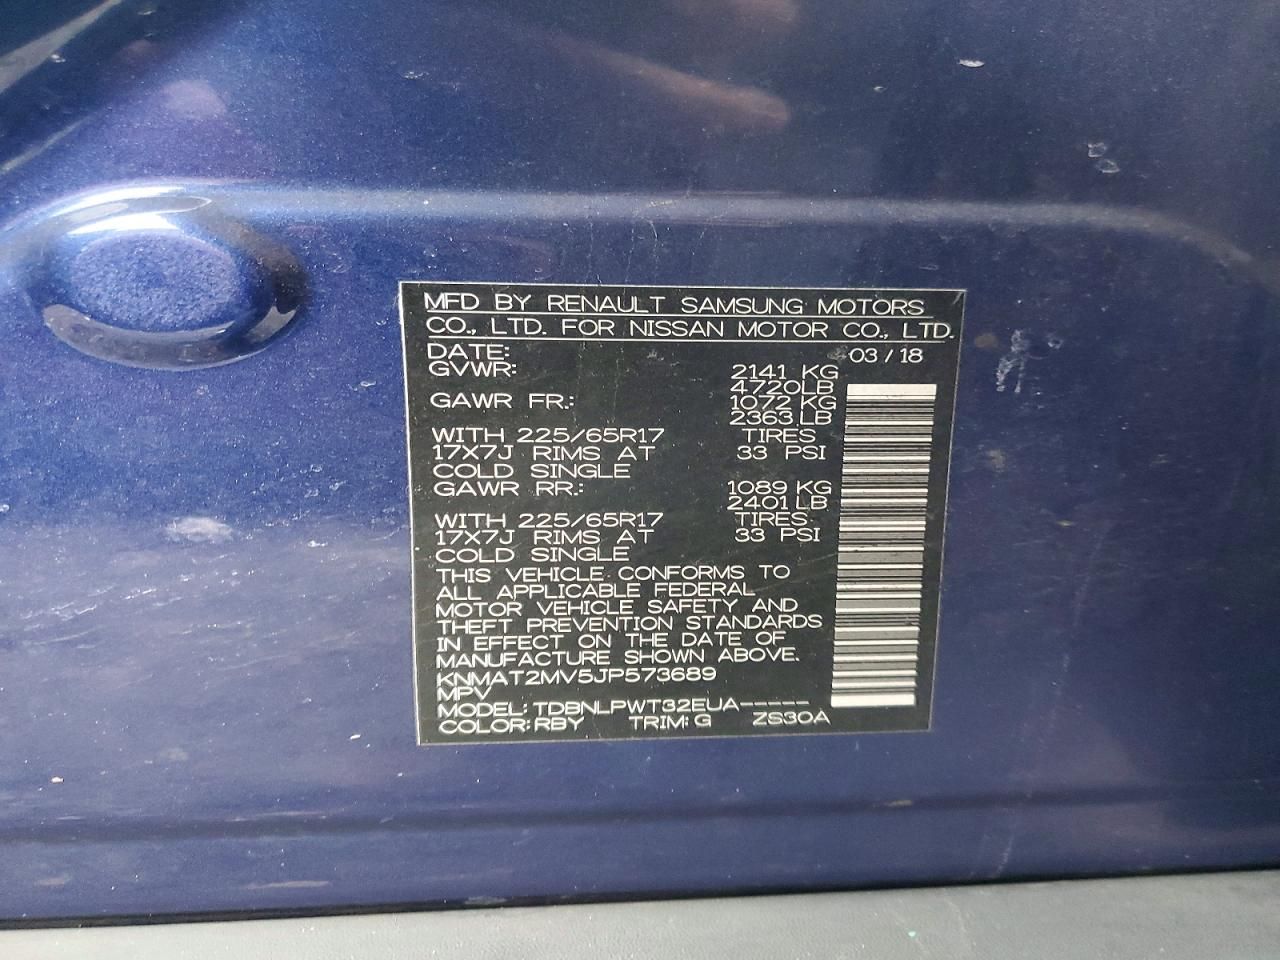 MFD BY RENAULT SAMSUNG MOTORS
CO., LTD. FOR NISSAN MOTOR CO., LTD.
DATE: 03 / 18
GVWR: 2141 KG
4720LB
GAWR FR.: 1072 KG
2363 LB
WITH 225/65R17 TIRES
17X7J RIMS AT 33 PSI
COLD SINGLE
GAWR RR.: 1089 KG
2401 LB
WITH 225/65R17 TIRES
17X7J RIMS AT 33 PSI
COLD SINGLE
THIS VEHICLE CONFORMS TO
ALL APPLICABLE FEDERAL
MOTOR VEHICLE SAFETY AND
THEFT PREVENTION STANDARDS
IN EFFECT ON THE DATE OF
MANUFACTURE SHOWN ABOVE.
KNMAT2MV5JP573689
MPV
MODEL: TDBNLPWT32EUA-----
COLOR: RBY TRIM: G ZS30A